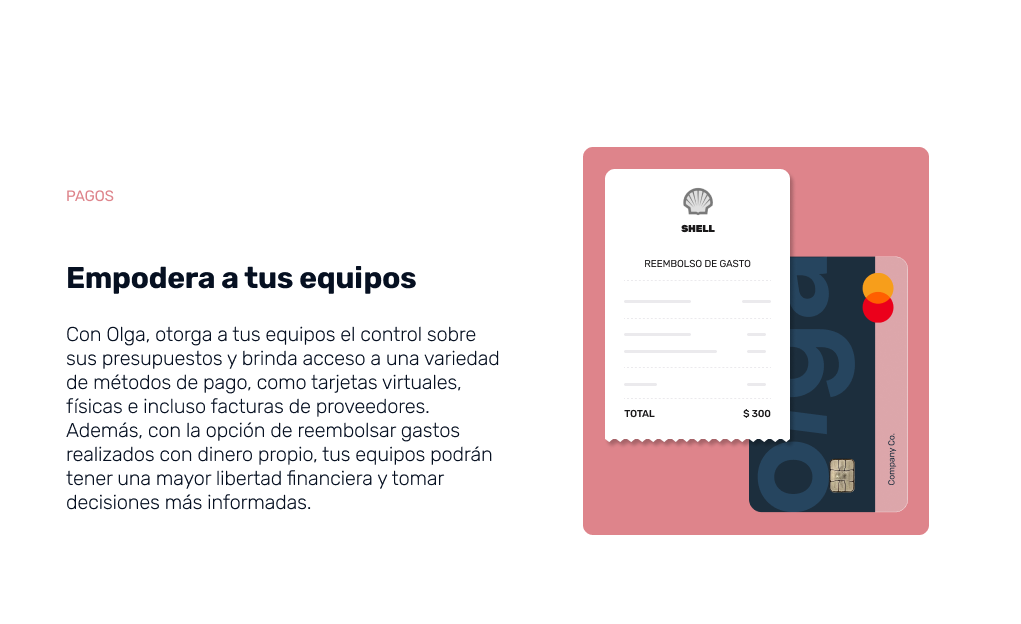 PAGOS
Empodera a tus equipos
Con Olga, otorga a tus equipos el control sobre
sus presupuestos y brinda acceso a una variedad
de métodos de pago, como tarjetas virtuales,
físicas e incluso facturas de proveedores.
Además, con la opción de reembolsar gastos
realizados con dinero propio, tus equipos podrán
tener una mayor libertad financiera y tomar
decisiones más informadas.
SHELL
REEMBOLSO DE GASTO
TOTAL $ 300
olga
Company Co.